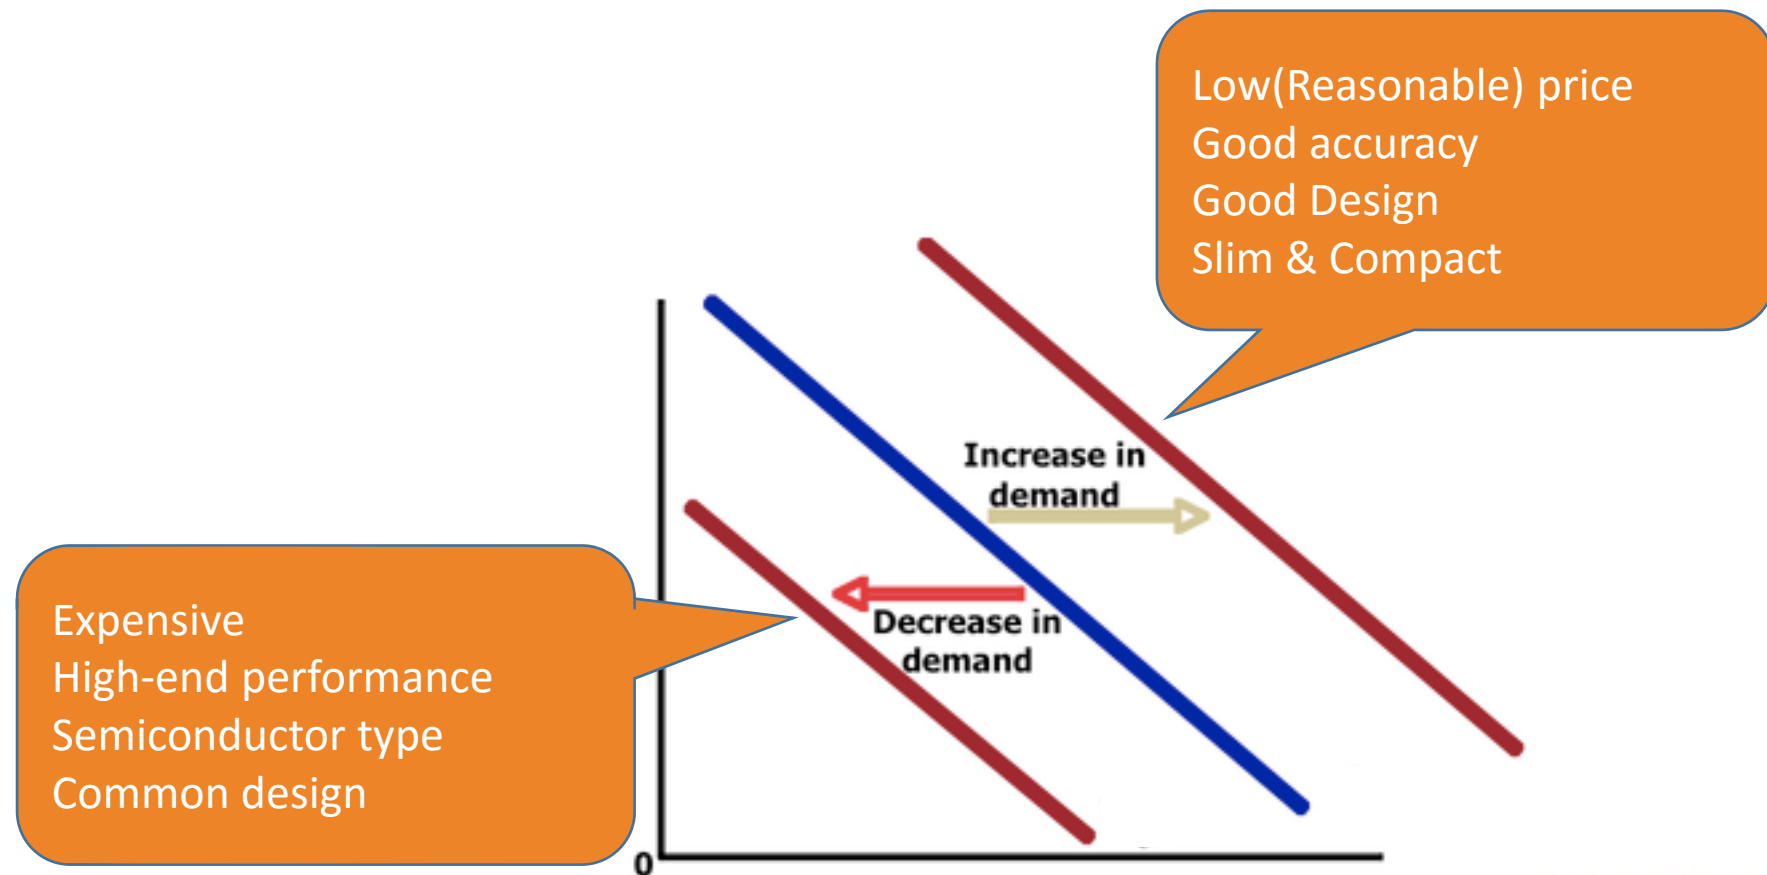 Low(Reasonable) price
Good accuracy
Good Design
Slim & Compact
Increase in
demand
Decrease in
demand
Expensive
High-end performance
Semiconductor type
Common design
0